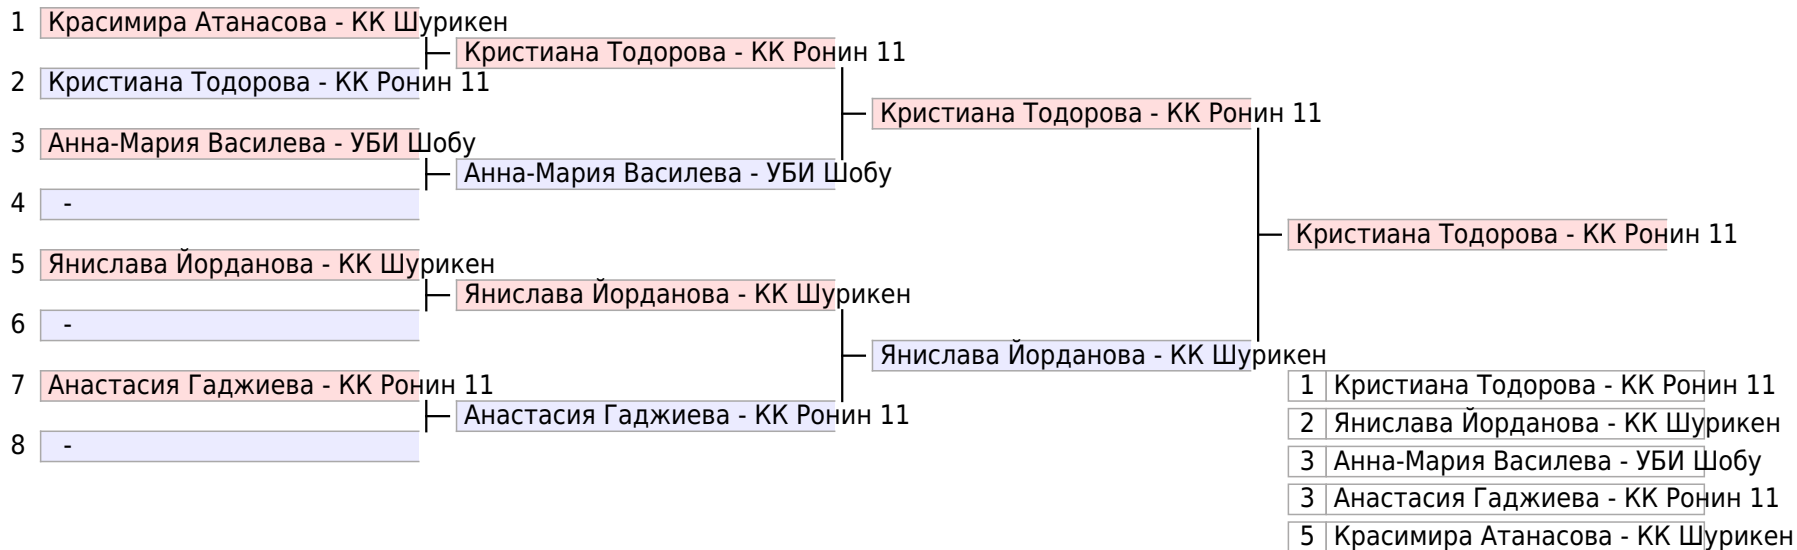 1 Красимира Атанасова - КК Шурикен
Кристиана Тодорова - КК Ронин 11
2 Кристиана Тодорова - КК Ронин 11
Кристиана Тодорова - КК Ронин 11
3 Анна-Мария Василева - УБИ Шобу
Анна-Мария Василева - УБИ Шобу
4 -
Кристиана Тодорова - КК Ронин 11
5 Янислава Йорданова - КК Шурикен
Янислава Йорданова - КК Шурикен
6 -
Янислава Йорданова - КК Шурикен
7 Анастасия Гаджиева - КК Ронин 11
Анастасия Гаджиева - КК Ронин 11
8 -
1 Кристиана Тодорова - КК Ронин 11
2 Янислава Йорданова - КК Шурикен
3 Анна-Мария Василева - УБИ Шобу
3 Анастасия Гаджиева - КК Ронин 11
5 Красимира Атанасова - КК Шурикен